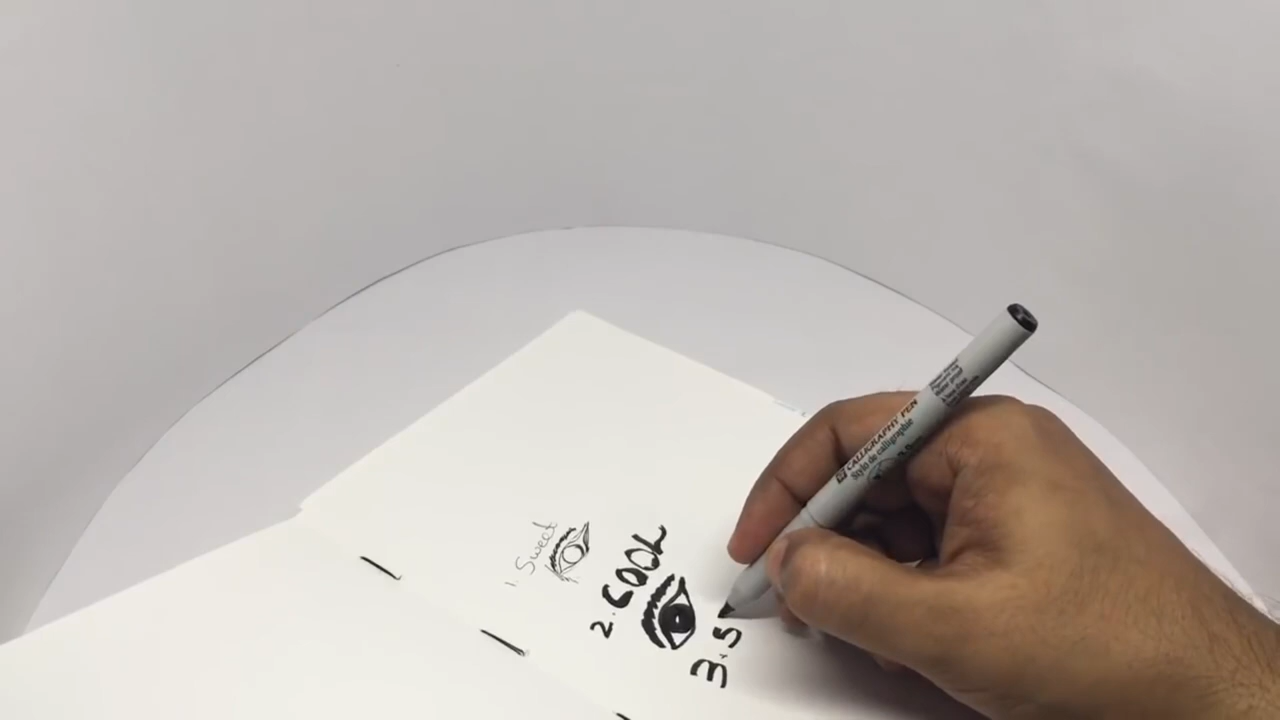 1. Sweet
2. COOL
3. S
CALLIGRAPHY PEN
Stylo de calligraphie